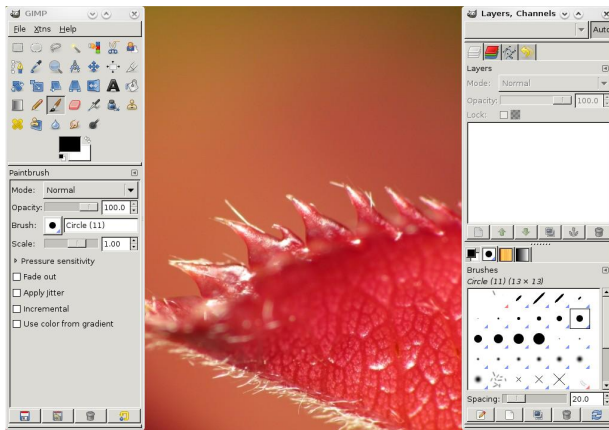 GIMP
File Xtns Help
Paintbrush
Mode: Normal
Opacity: 100.0
Brush: Circle (11)
Scale: 1.00
Pressure sensitivity
Fade out
Apply Jitter
Incremental
Use color from gradient
Layers, Channels
Auto
Layers
Mode: Normal
Opacity: 100.0
Lock:
Brushes
Circle (11) (13 × 13)
Spacing: 20.0